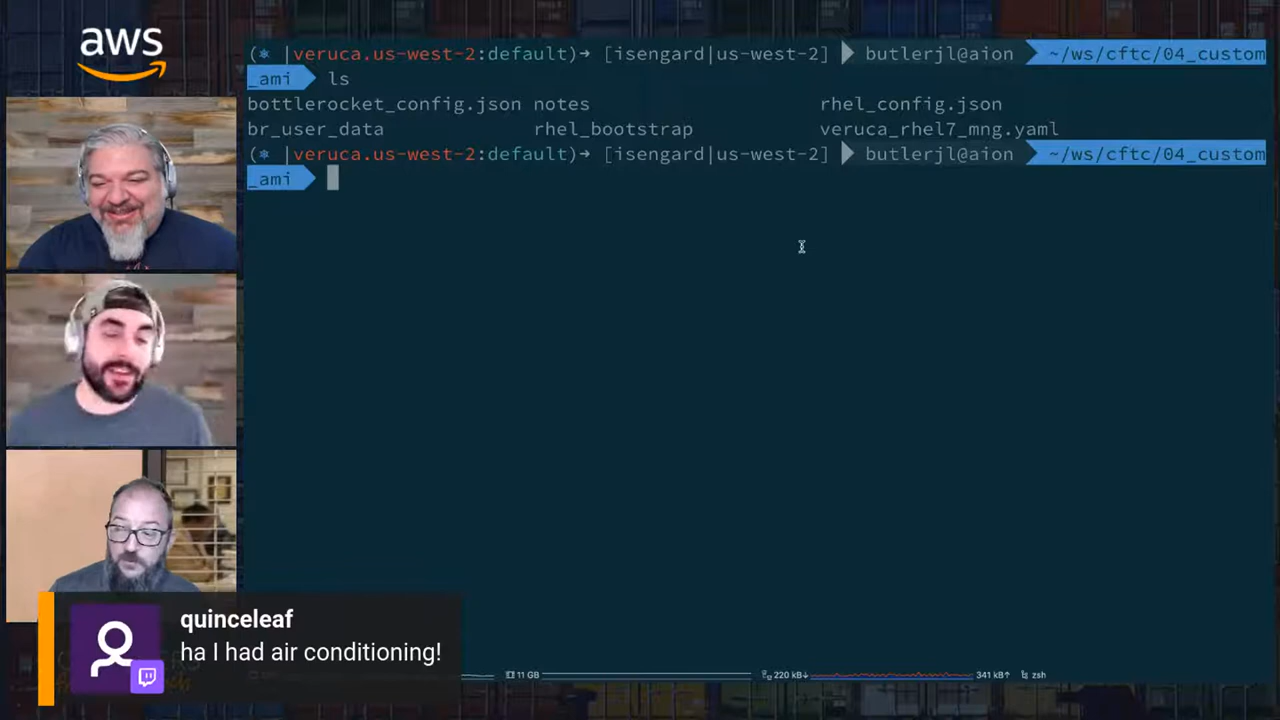 aws
(⎈ |veruca.us-west-2:default)→ [isengard|us-west-2] butlerjl@aion ~/ws/cftc/04_custom
_ami ls
bottlerocket_config.json notes rhel_config.json
br_user_data rhel_bootstrap veruca_rhel7_mng.yaml
(⎈ |veruca.us-west-2:default)→ [isengard|us-west-2] butlerjl@aion ~/ws/cftc/04_custom
_ami
quinceleaf
ha I had air conditioning!
11 GB 220 kB↓ 341 kB↑ zsh